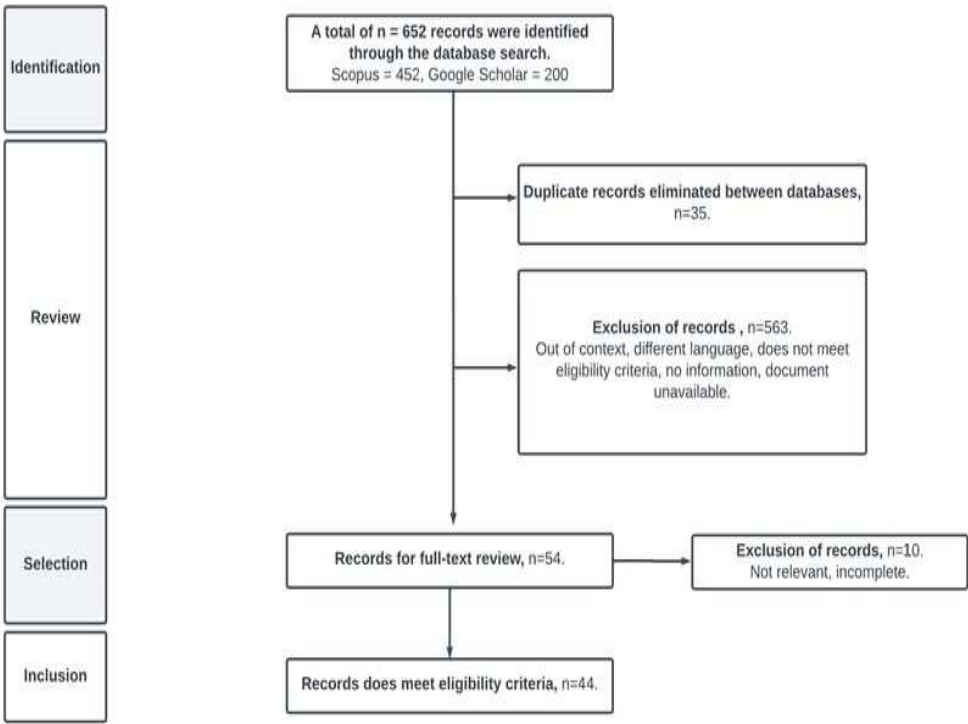 Identification
A total of n = 652 records were identified
through the database search.
Scopus = 452, Google Scholar = 200
Review
Duplicate records eliminated between databases,
n=35.
Exclusion of records , n=563.
Out of context, different language, does not meet
eligibility criteria, no information, document
unavailable.
Selection
Records for full-text review, n=54.
Exclusion of records, n=10.
Not relevant, incomplete.
Inclusion
Records does meet eligibility criteria, n=44.